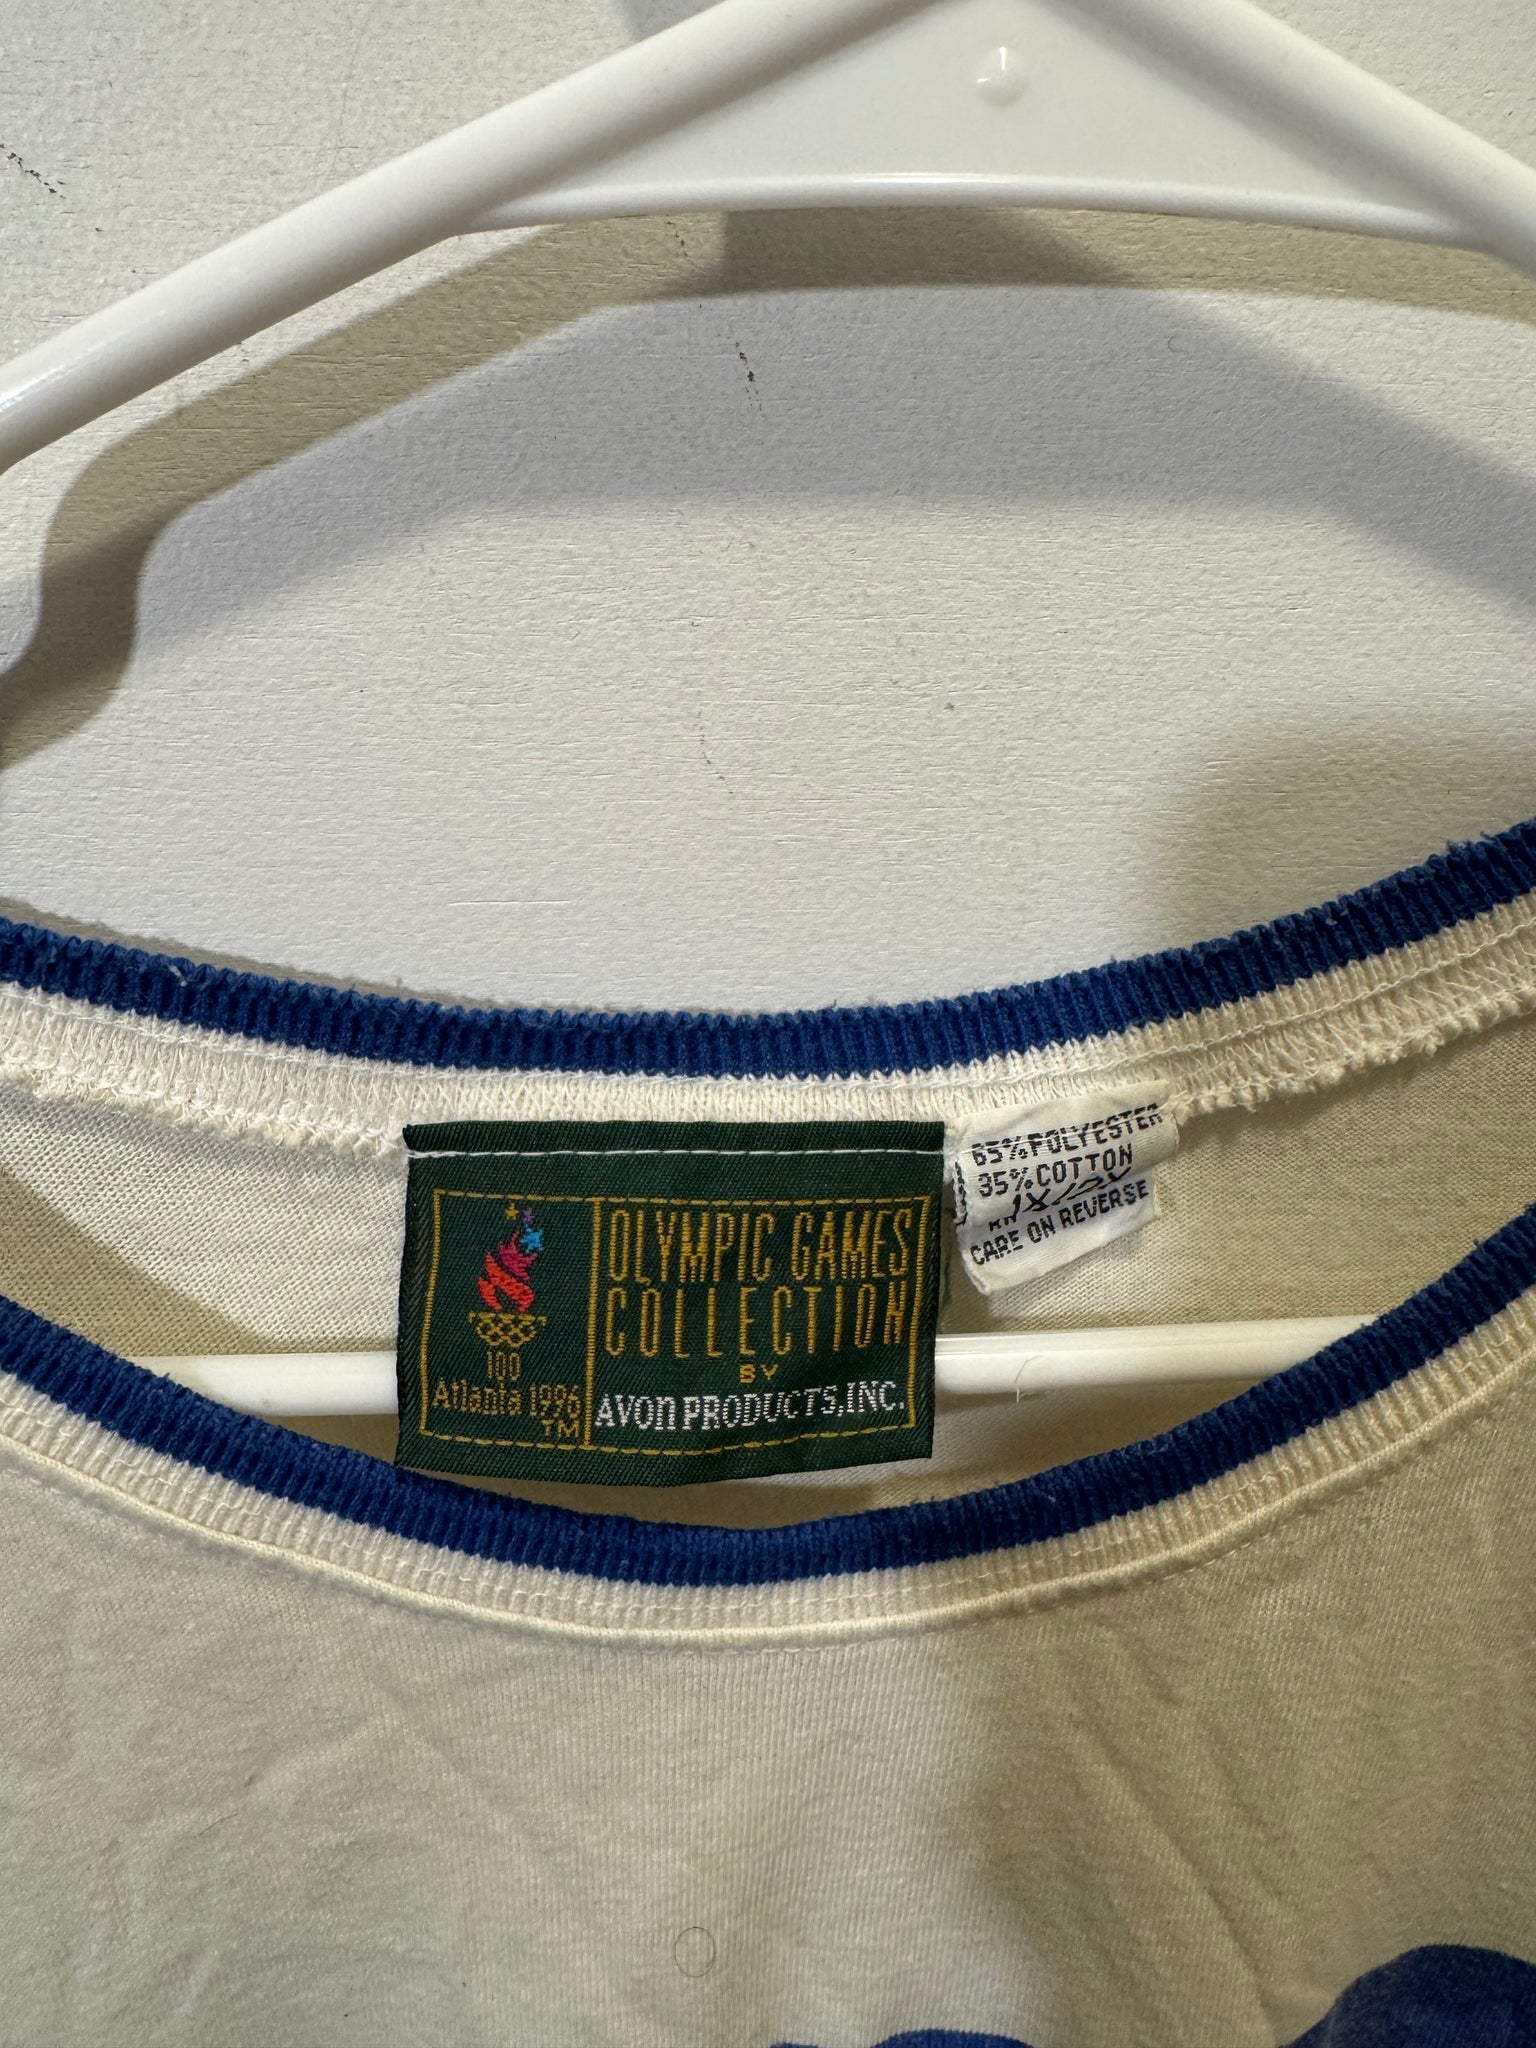 OLYMPIC GAMES
COLLECTION
BY
AVON PRODUCTS, INC.
100
Atlanta 1996
TM
65% POLYESTER
35% COTTON
CARE ON REVERSE